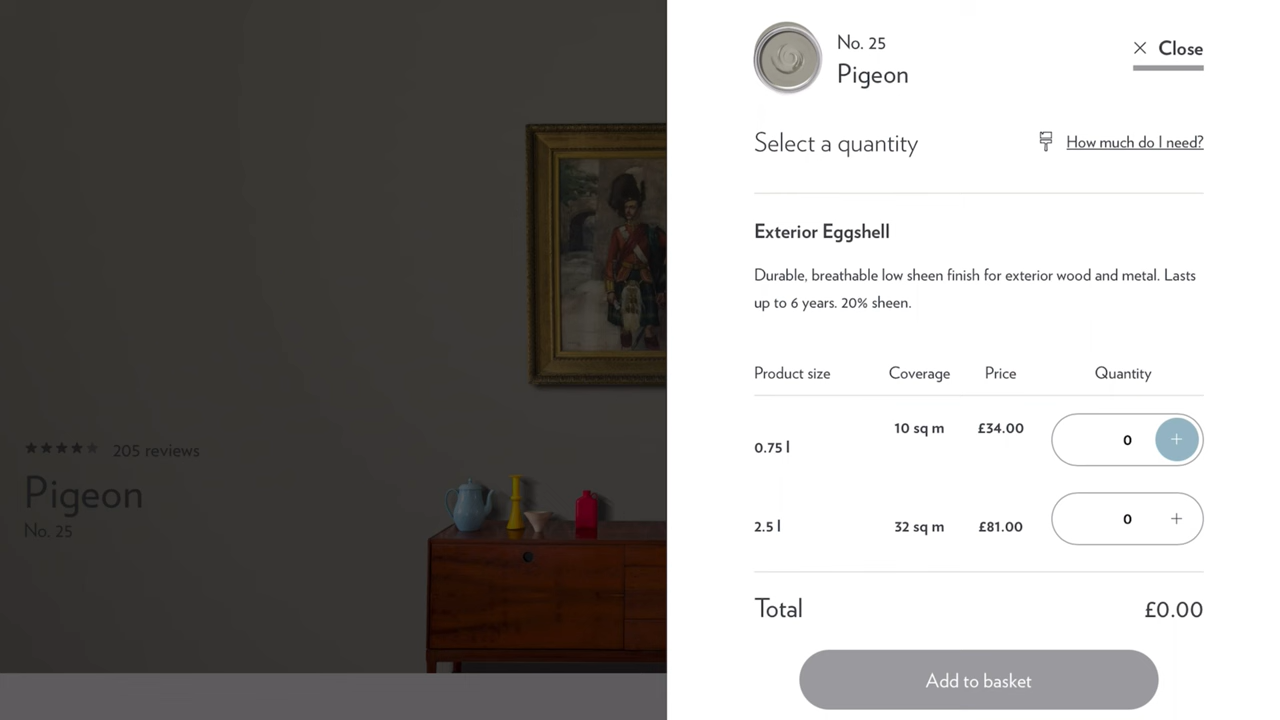 No. 25
Pigeon
Close
Select a quantity
How much do I need?
Exterior Eggshell
Durable, breathable low sheen finish for exterior wood and metal. Lasts
up to 6 years. 20% sheen.
Product size Coverage Price Quantity
0.75 l 10 sq m £34.00 0 +
2.5 l 32 sq m £81.00 0 +
Total £0.00
Add to basket
205 reviews
Pigeon
No. 25